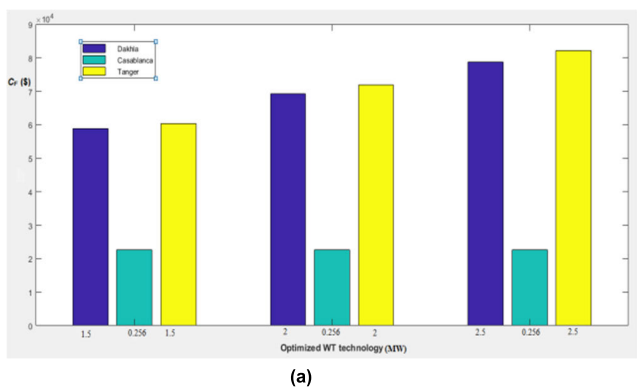 × 10⁴
9
8
7
6
5
4
3
2
1
0
C_F ($)
Dakhla
Casablanca
Tanger
1.5 0.256 1.5 2 0.256 2 2.5 0.256 2.5
Optimized WT technology (MW)
(a)